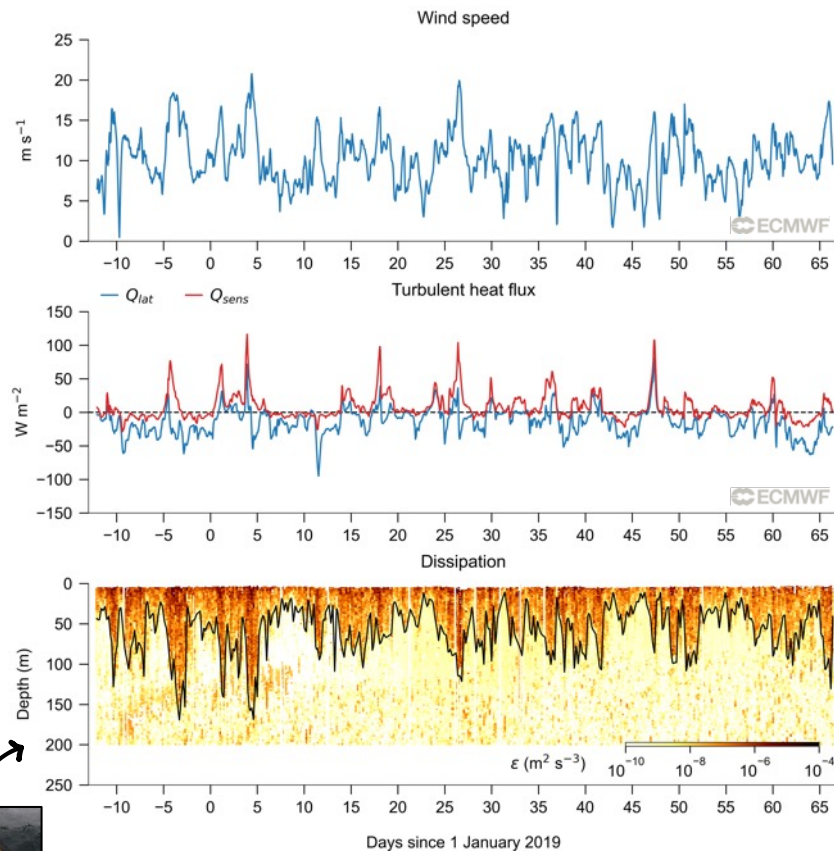 Wind speed
25
20
15
10
5
0
m s⁻¹
ECMWF
−10 −5 0 5 10 15 20 25 30 35 40 45 50 55 60 65
Q_lat Q_sens Turbulent heat flux
150
100
50
0
−50
−100
−150
W m⁻²
ECMWF
−10 −5 0 5 10 15 20 25 30 35 40 45 50 55 60 65
Dissipation
0
50
100
150
200
250
Depth (m)
ε (m² s⁻³)
10⁻¹⁰ 10⁻⁸ 10⁻⁶ 10⁻⁴
−10 −5 0 5 10 15 20 25 30 35 40 45 50 55 60 65
Days since 1 January 2019